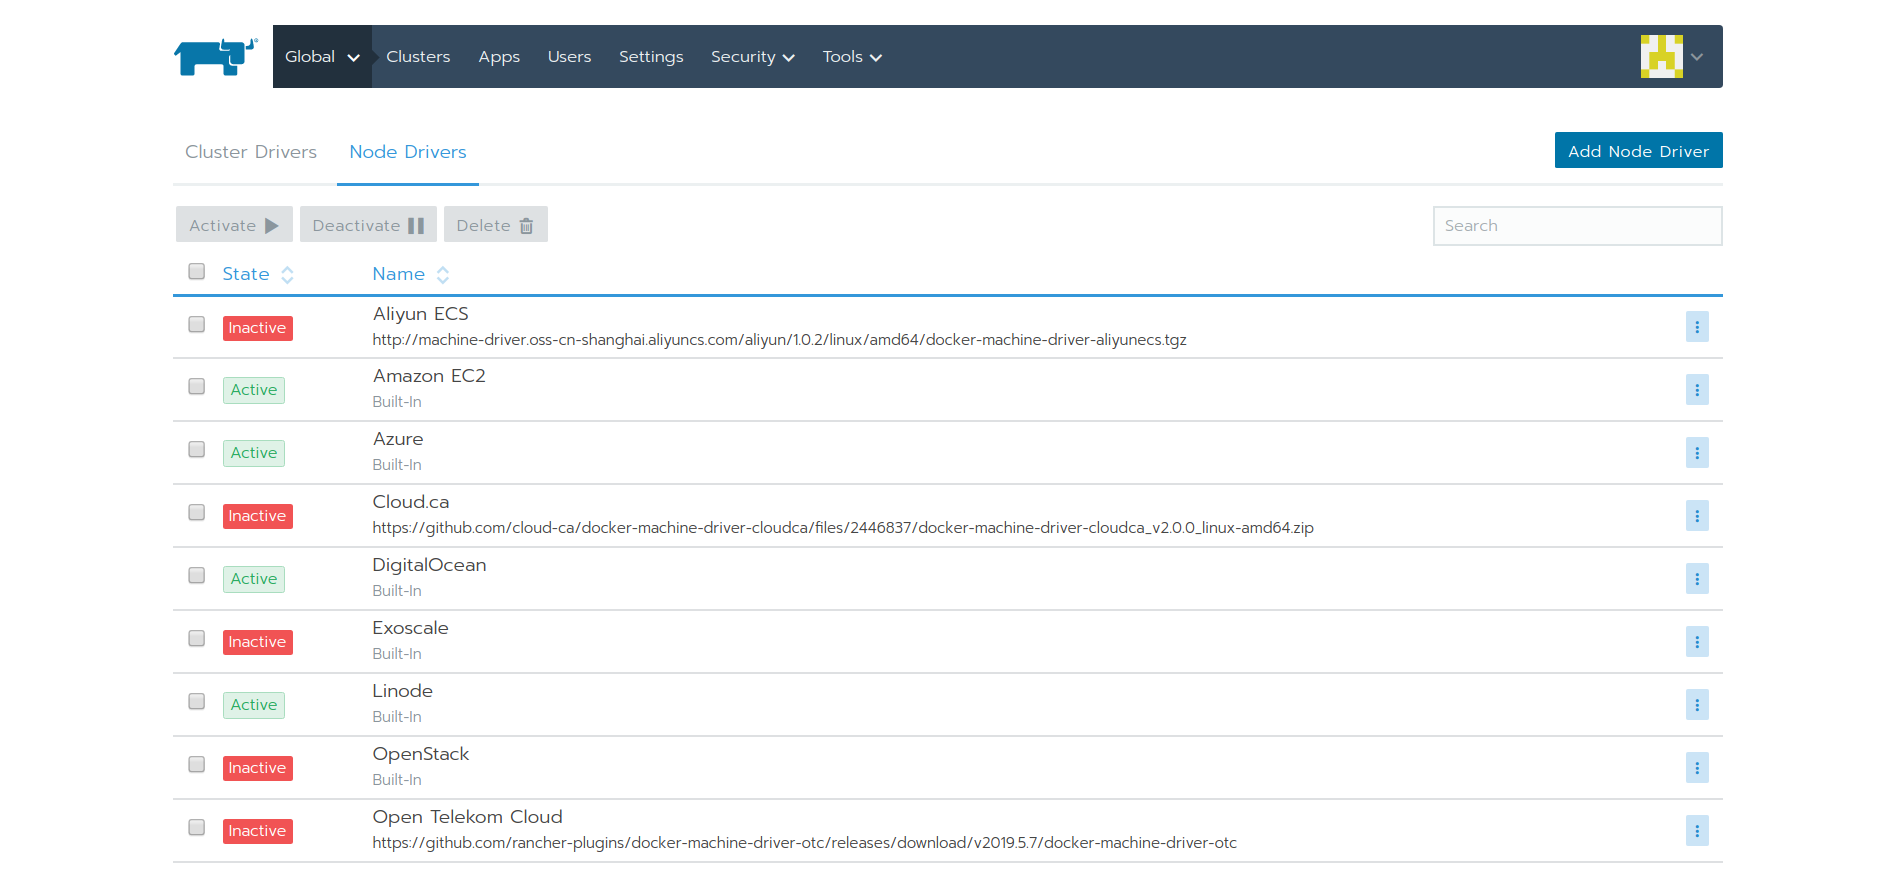 Global Clusters Apps Users Settings Security Tools
Cluster Drivers Node Drivers Add Node Driver
Activate Deactivate Delete Search
State Name
Inactive Aliyun ECS
http://machine-driver.oss-cn-shanghai.aliyuncs.com/aliyun/1.0.2/linux/amd64/docker-machine-driver-aliyunecs.tgz
Active Amazon EC2
Built-In
Active Azure
Built-In
Inactive Cloud.ca
https://github.com/cloud-ca/docker-machine-driver-cloudca/files/2446837/docker-machine-driver-cloudca_v2.0.0_linux-amd64.zip
Active DigitalOcean
Built-In
Inactive Exoscale
Built-In
Active Linode
Built-In
Inactive OpenStack
Built-In
Inactive Open Telekom Cloud
https://github.com/rancher-plugins/docker-machine-driver-otc/releases/download/v2019.5.7/docker-machine-driver-otc